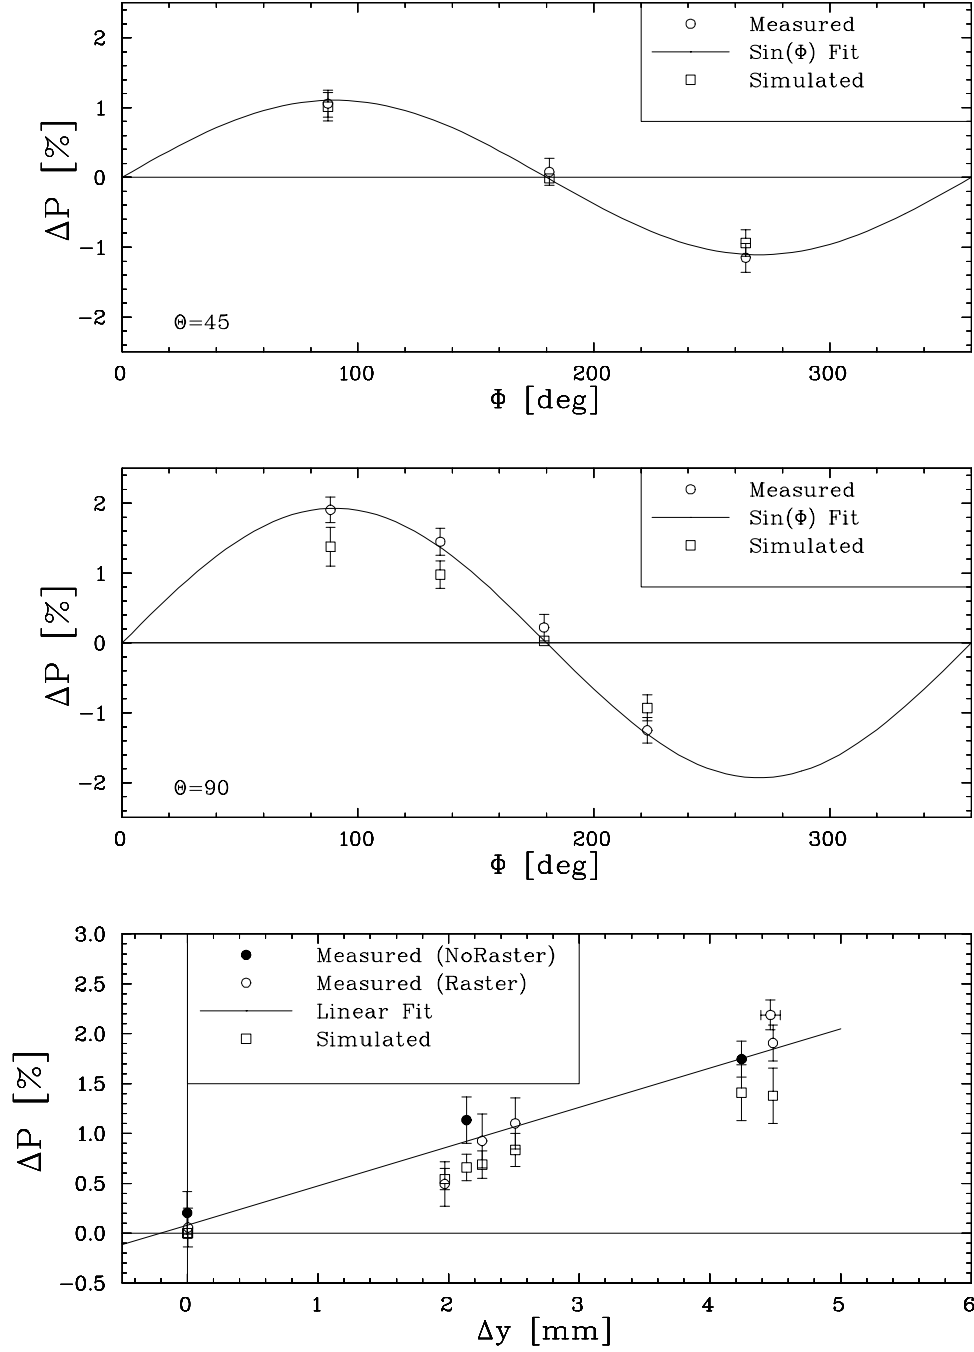 Measured
Sin(Φ) Fit
Simulated
2
1
0
−1
−2
ΔP [%]
Θ=45
0 100 200 300
Φ [deg]
Measured
Sin(Φ) Fit
Simulated
2
1
0
−1
−2
ΔP [%]
Θ=90
0 100 200 300
Φ [deg]
3.0
2.5
2.0
1.5
1.0
0.5
0.0
−0.5
ΔP [%]
Measured (NoRaster)
Measured (Raster)
Linear Fit
Simulated
0 1 2 3 4 5 6
Δy [mm]